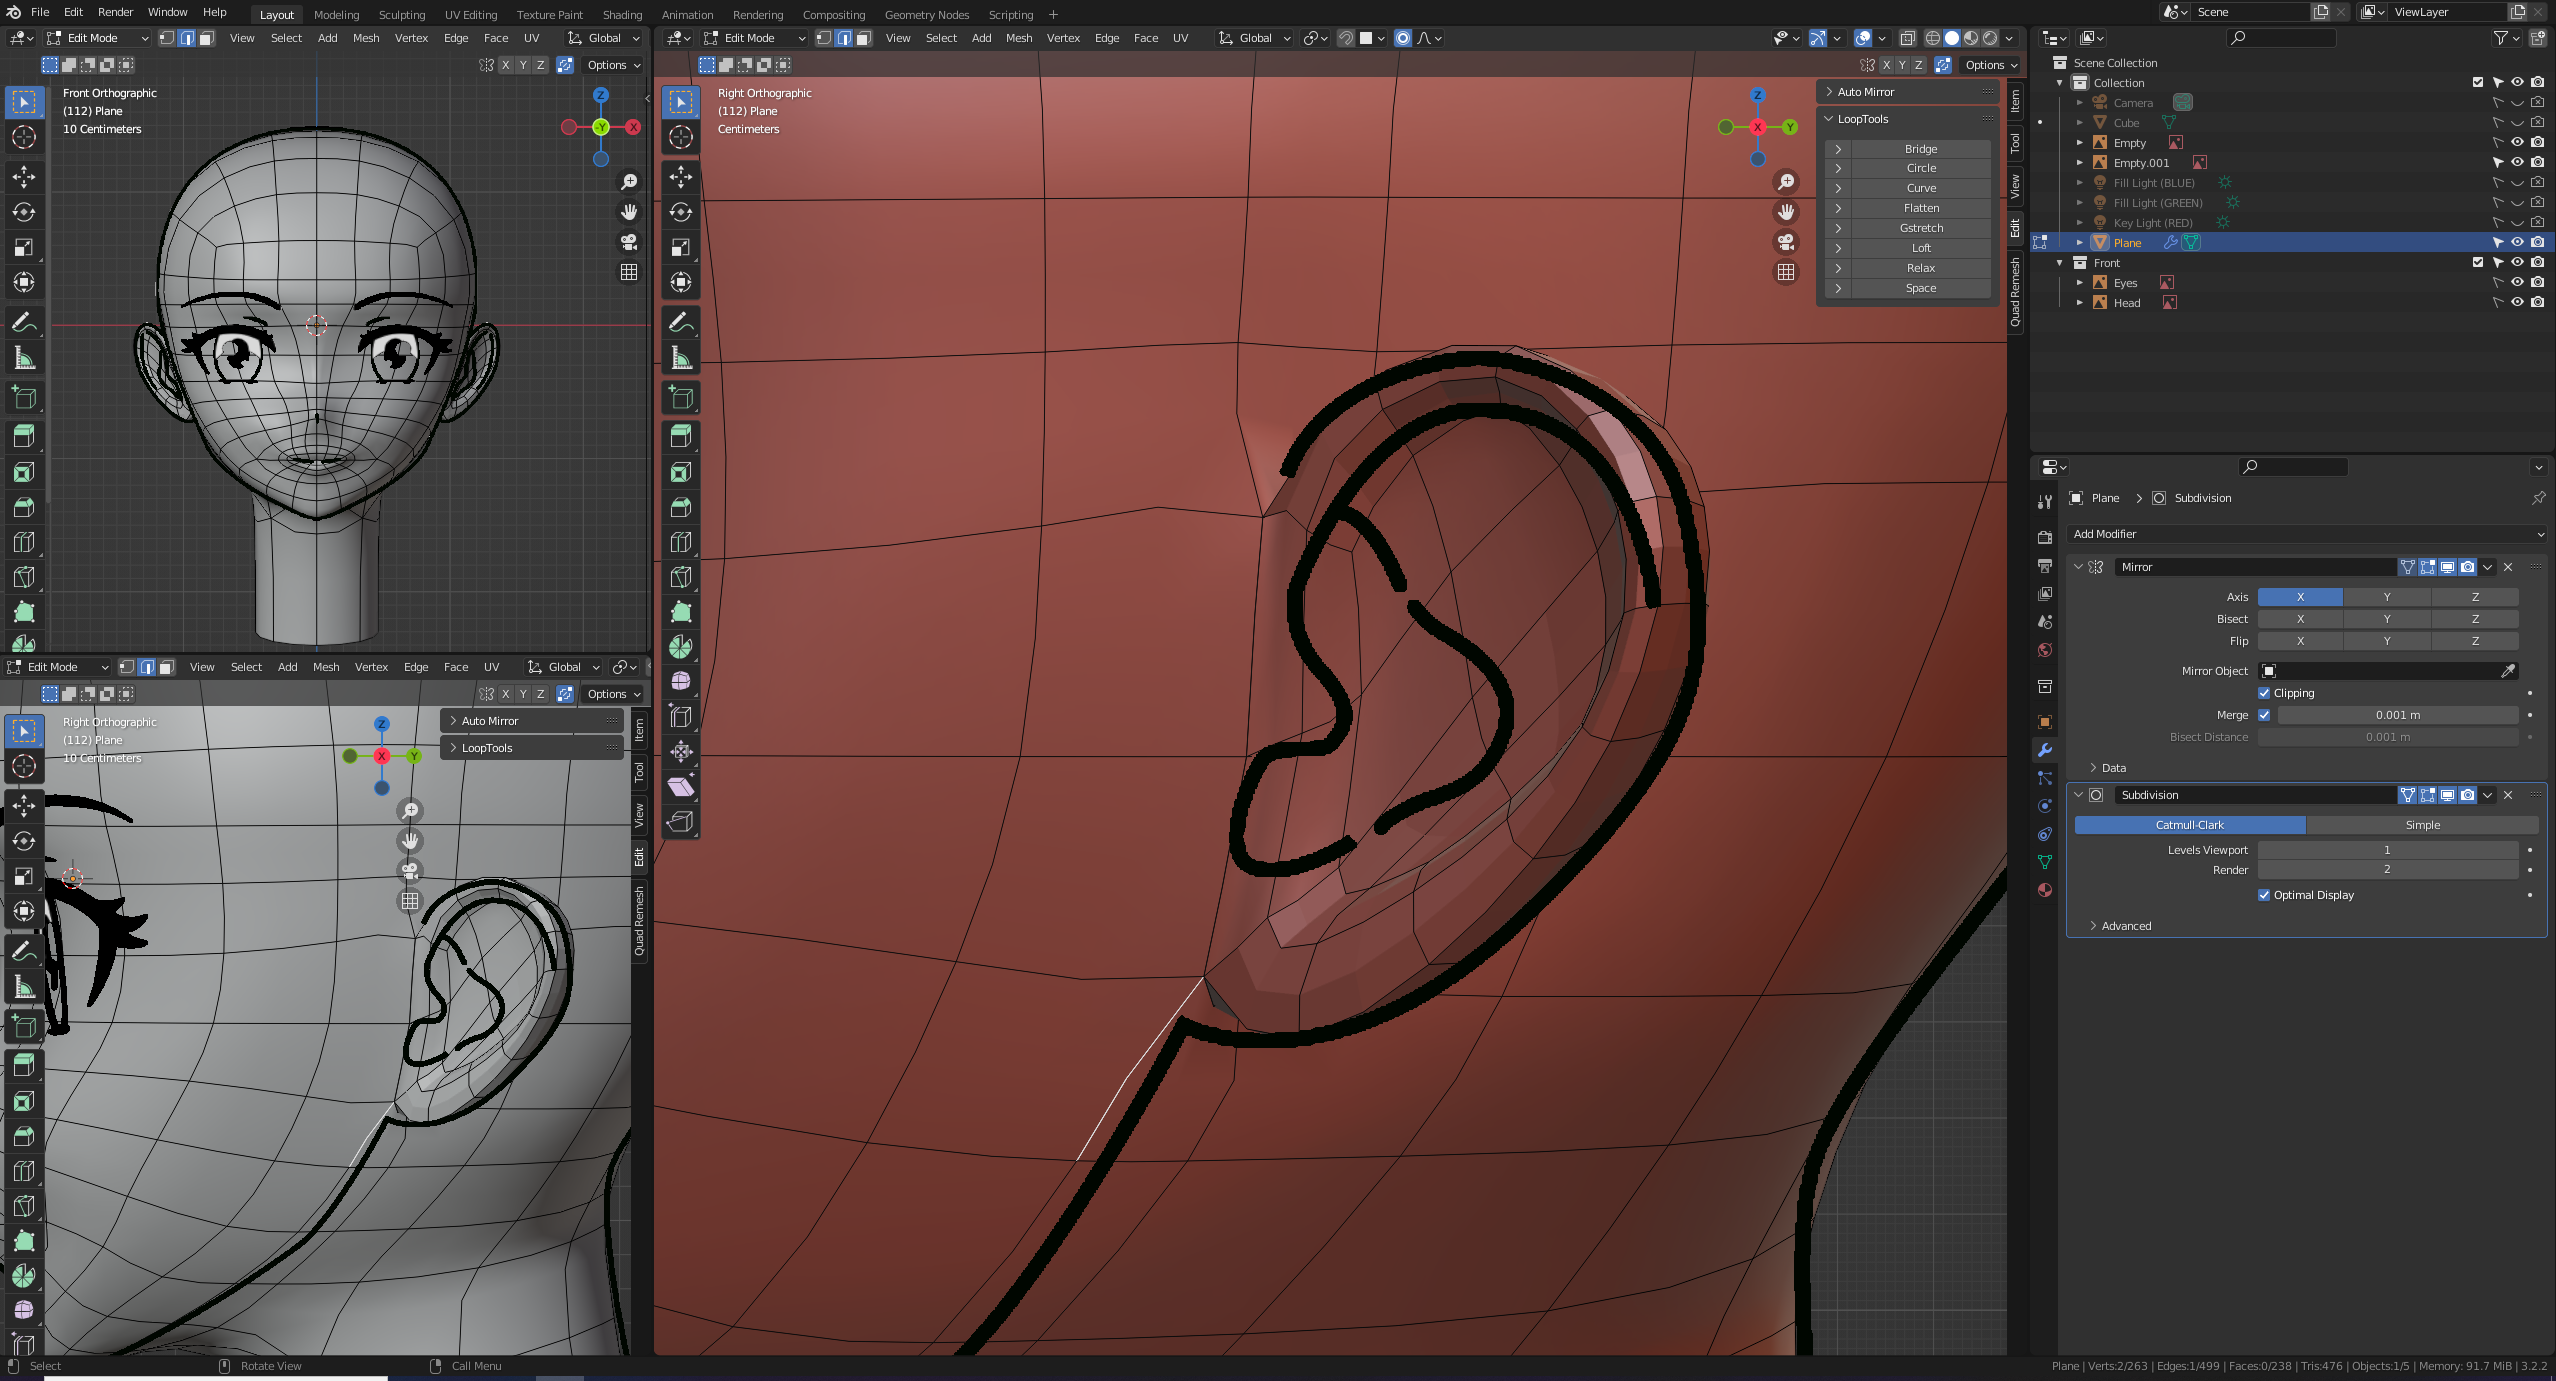 File Edit Render Window Help Layout Modeling Sculpting UV Editing Texture Paint Shading Animation Rendering Compositing Geometry Nodes Scripting + Scene ViewLayer
Edit Mode View Select Add Mesh Vertex Edge Face UV Global
X Y Z Options
Front Orthographic
(112) Plane
10 Centimeters
Z
-Y X
Edit Mode View Select Add Mesh Vertex Edge Face UV Global
X Y Z Options
Right Orthographic
(112) Plane
Centimeters
Z
X Y
Auto Mirror
LoopTools
Bridge
Circle
Curve
Flatten
Gstretch
Loft
Relax
Space
Item
Tool
View
Edit
Quad Remesh
Edit Mode View Select Add Mesh Vertex Edge Face UV Global
X Y Z Options
Right Orthographic
(112) Plane
10 Centimeters
Z
X Y
Auto Mirror
LoopTools
Item
Tool
View
Edit
Quad Remesh
Scene Collection
Collection
Camera
Cube
Empty
Empty.001
Fill Light (BLUE)
Fill Light (GREEN)
Key Light (RED)
Plane
Front
Eyes
Head
Plane Subdivision
Add Modifier
Mirror
Axis X Y Z
Bisect X Y Z
Flip X Y Z
Mirror Object
Clipping
Merge 0.001 m
Bisect Distance 0.001 m
Data
Subdivision
Catmull-Clark Simple
Levels Viewport 1
Render 2
Optimal Display
Advanced
Select Rotate View Call Menu Plane | Verts:2/263 | Edges:1/499 | Faces:0/238 | Tris:476 | Objects:1/5 | Memory: 91.7 MiB | 3.2.2